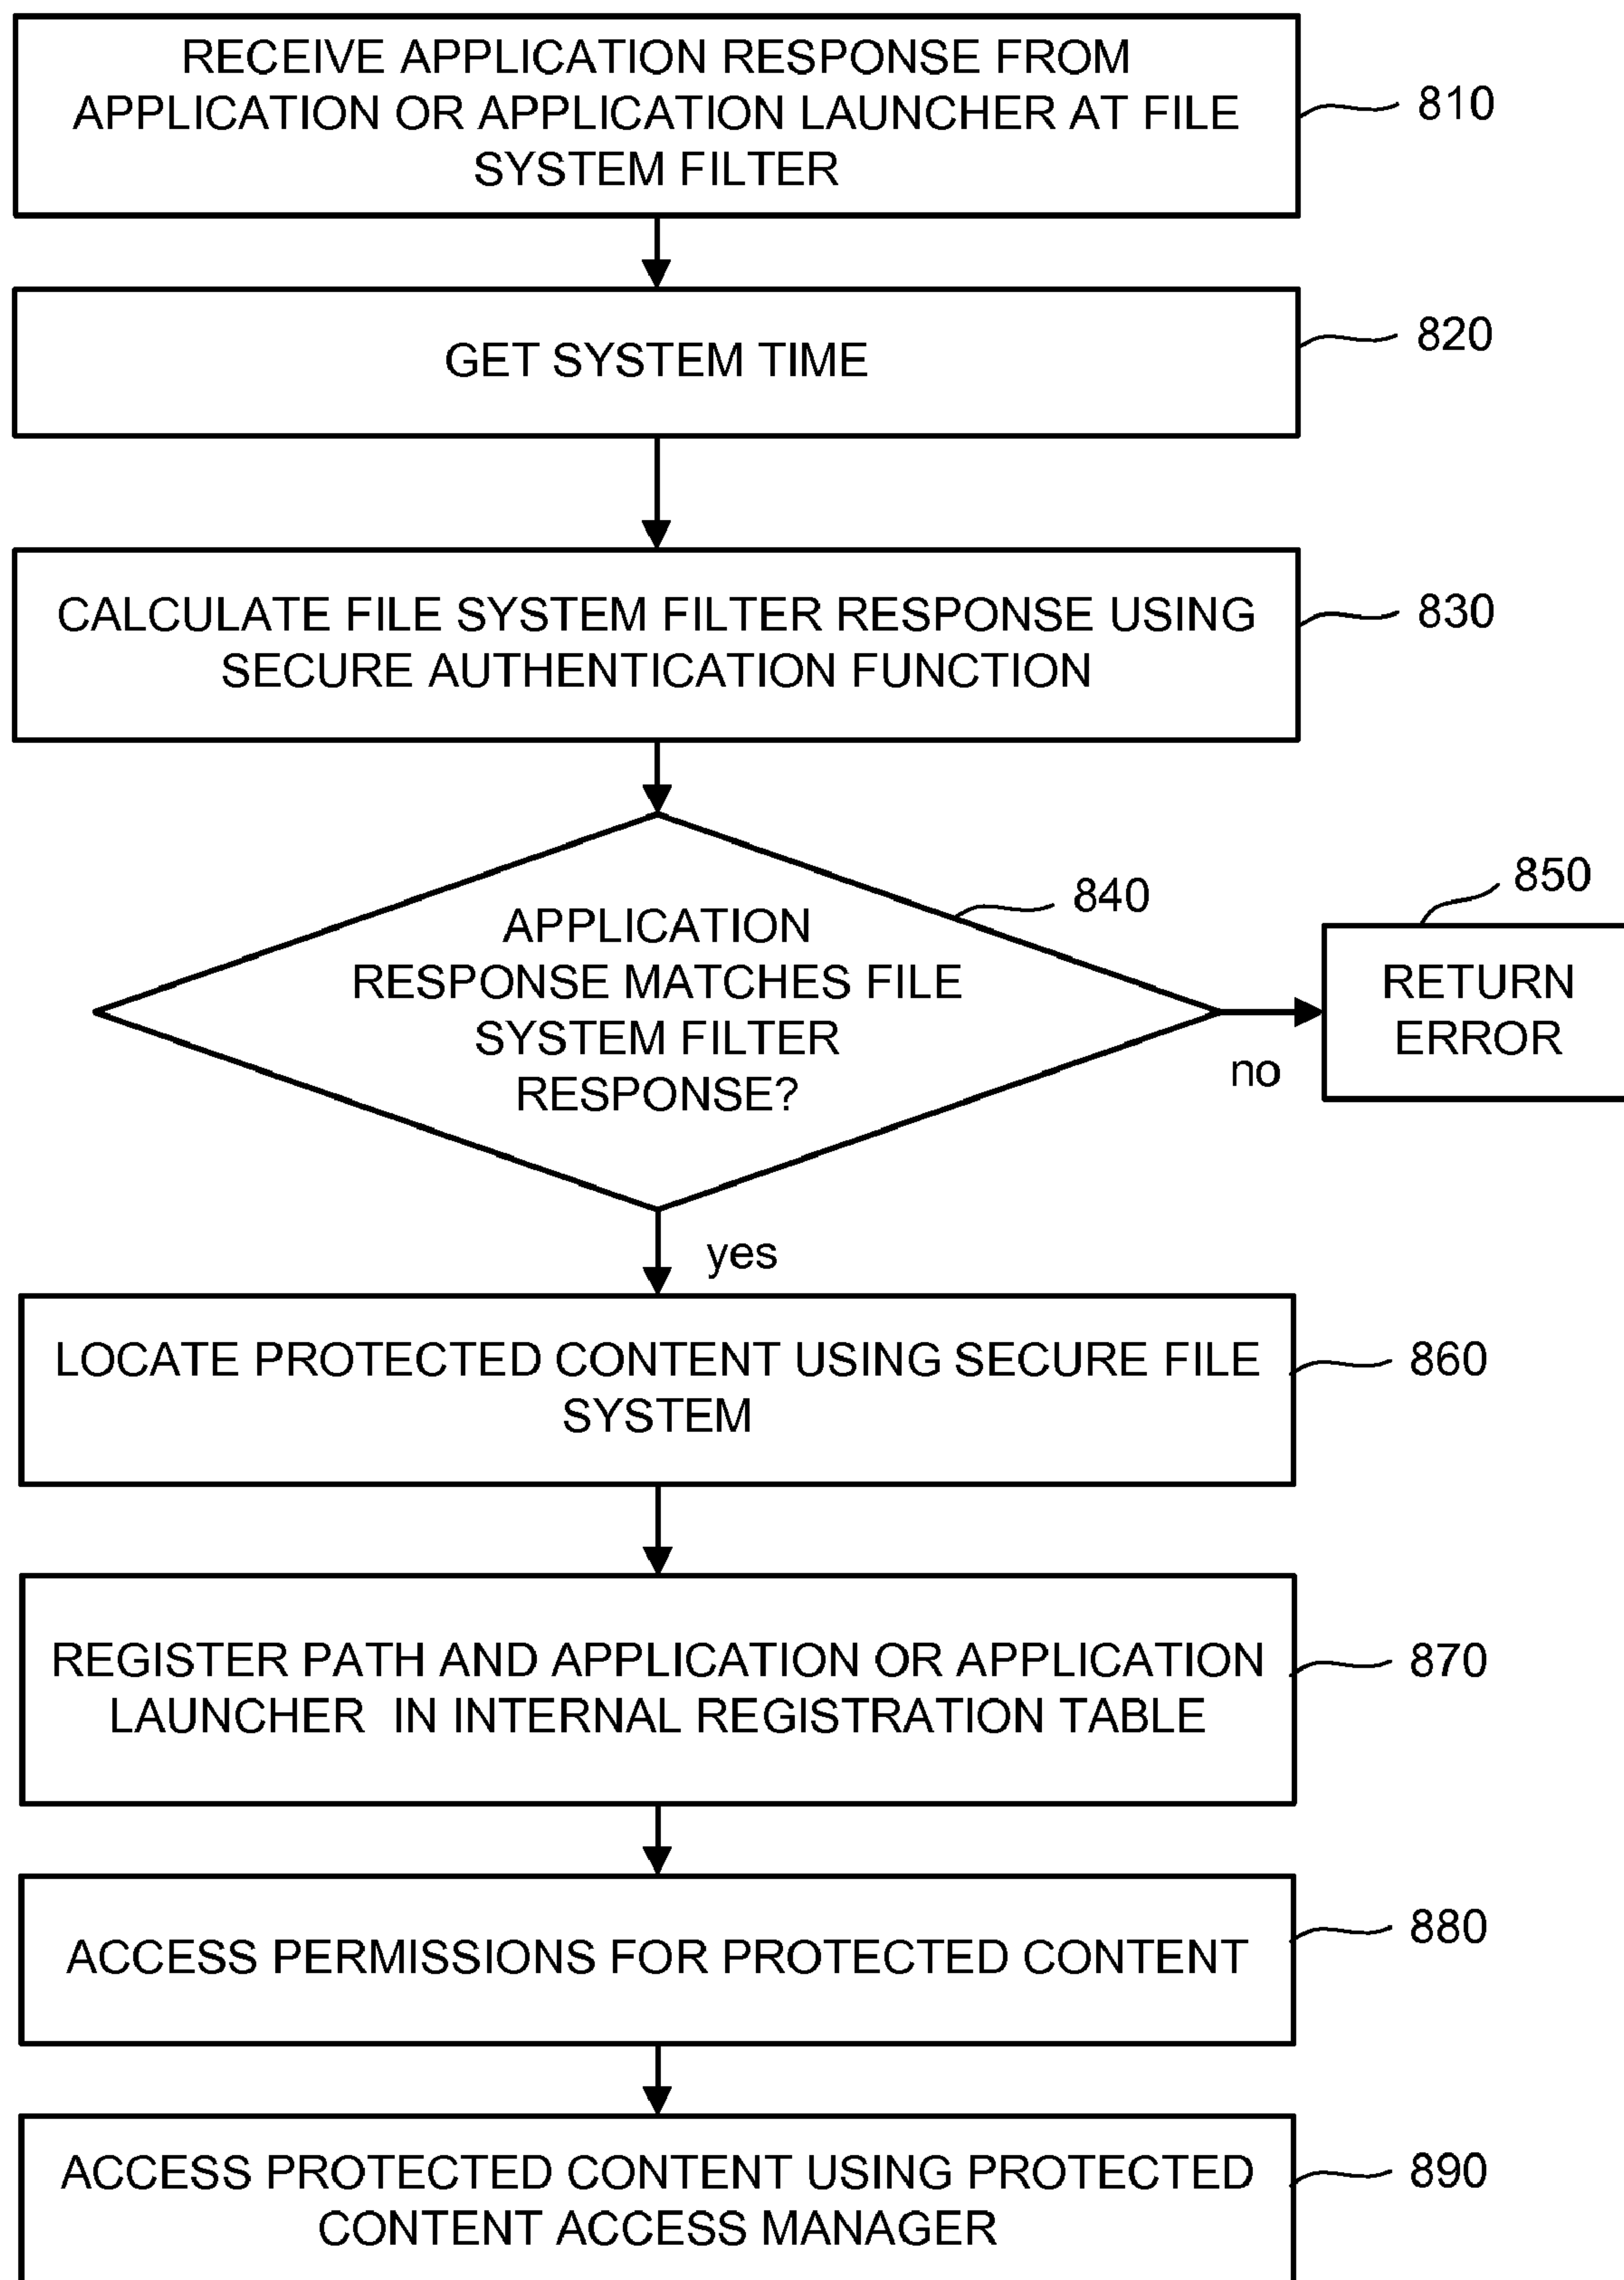 RECEIVE APPLICATION RESPONSE FROM
APPLICATION OR APPLICATION LAUNCHER AT FILE
SYSTEM FILTER
810
GET SYSTEM TIME
820
CALCULATE FILE SYSTEM FILTER RESPONSE USING
SECURE AUTHENTICATION FUNCTION
830
APPLICATION
RESPONSE MATCHES FILE
SYSTEM FILTER
RESPONSE?
840
no
850
RETURN
ERROR
yes
LOCATE PROTECTED CONTENT USING SECURE FILE
SYSTEM
860
REGISTER PATH AND APPLICATION OR APPLICATION
LAUNCHER IN INTERNAL REGISTRATION TABLE
870
ACCESS PERMISSIONS FOR PROTECTED CONTENT
880
ACCESS PROTECTED CONTENT USING PROTECTED
CONTENT ACCESS MANAGER
890